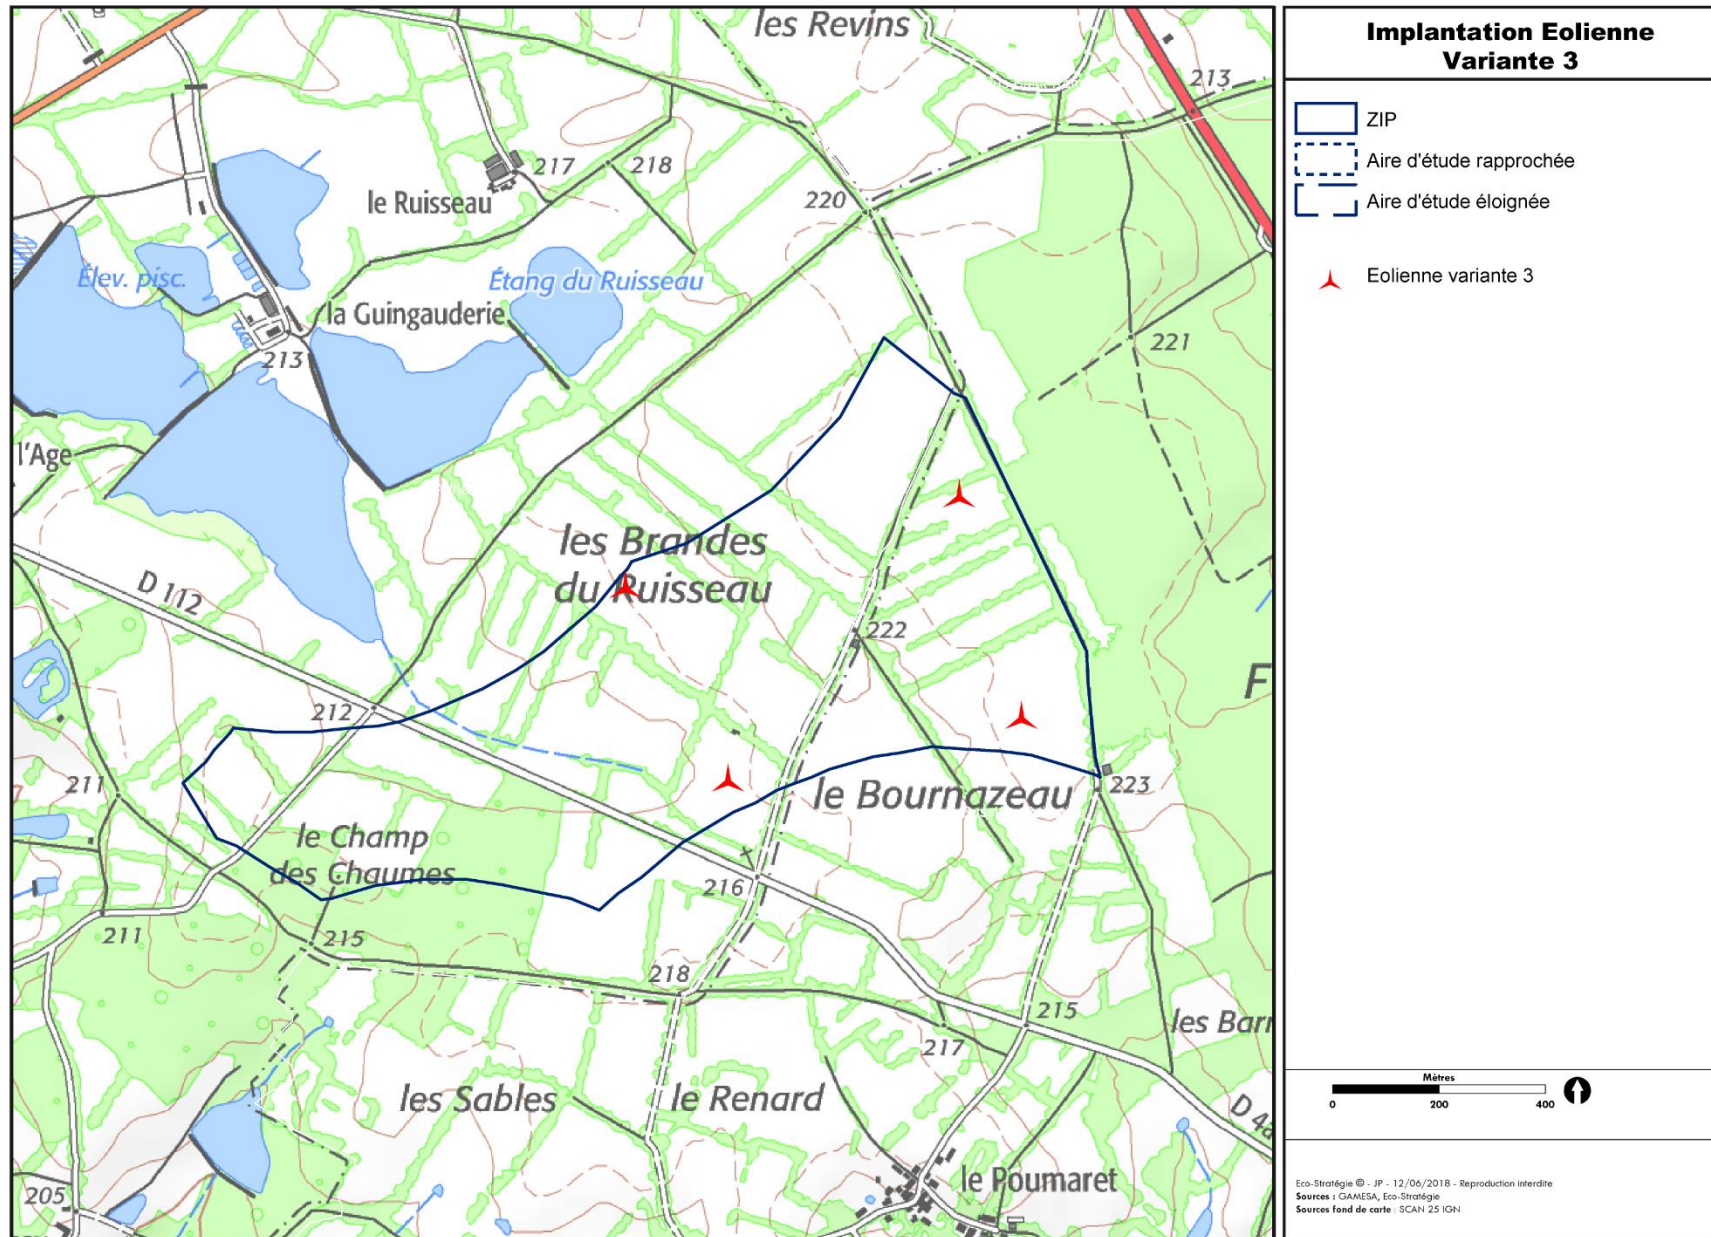 les Revins
213
217
218
le Ruisseau
220
Élev. pisc.
Étang du Ruisseau
la Guingauderie
213
221
l'Age
les Brandes
du Ruisseau
D 112
222
F
212
211
le Bournazeau
223
le Champ
des Chaumes
216
211
215
218
215
les Barr
217
les Sables
le Renard
D 4a
le Poumaret
205
Implantation Eolienne
Variante 3
ZIP
Aire d'étude rapprochée
Aire d'étude éloignée
Eolienne variante 3
Mètres
0 200 400
Eco-Stratégie © - JP - 12/06/2018 - Reproduction interdite
Sources : GAMESA, Eco-Stratégie
Sources fond de carte : SCAN 25 IGN